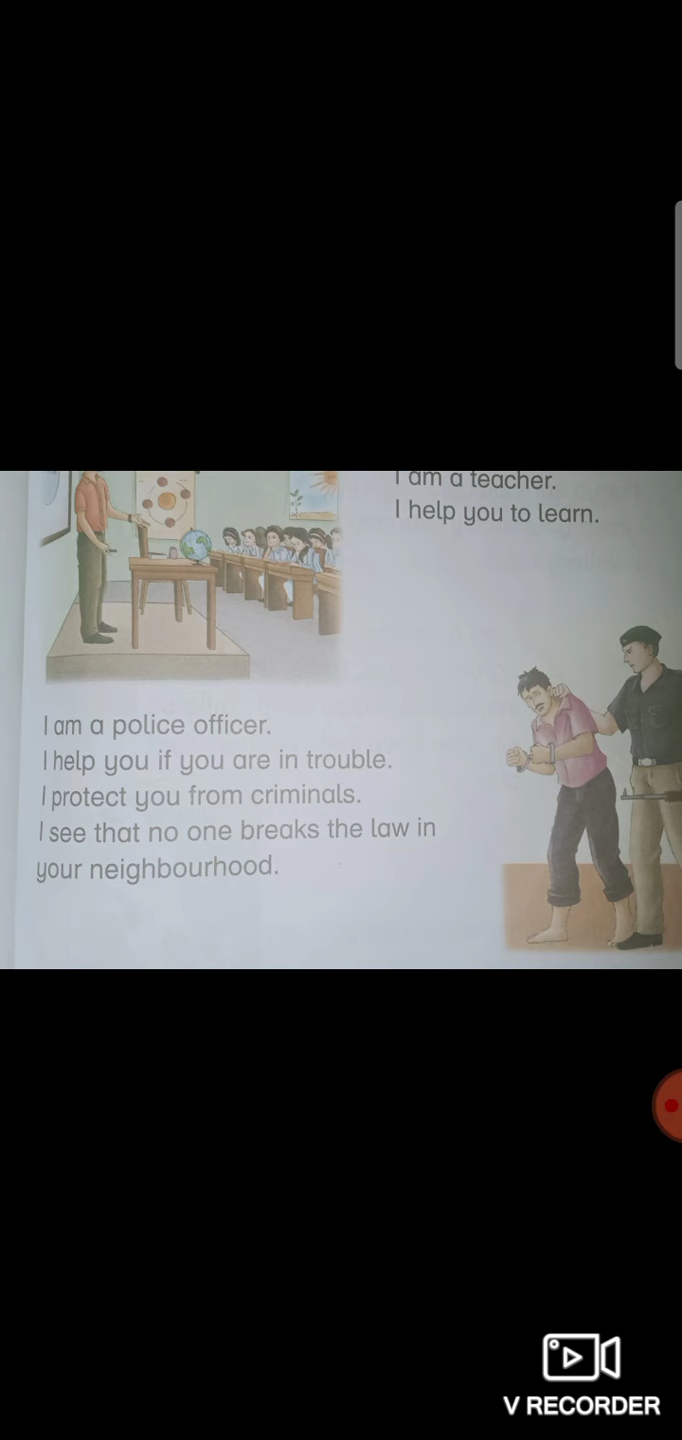 I am a teacher.
I help you to learn.
I am a police officer.
I help you if you are in trouble.
I protect you from criminals.
I see that no one breaks the law in
your neighbourhood.
V RECORDER